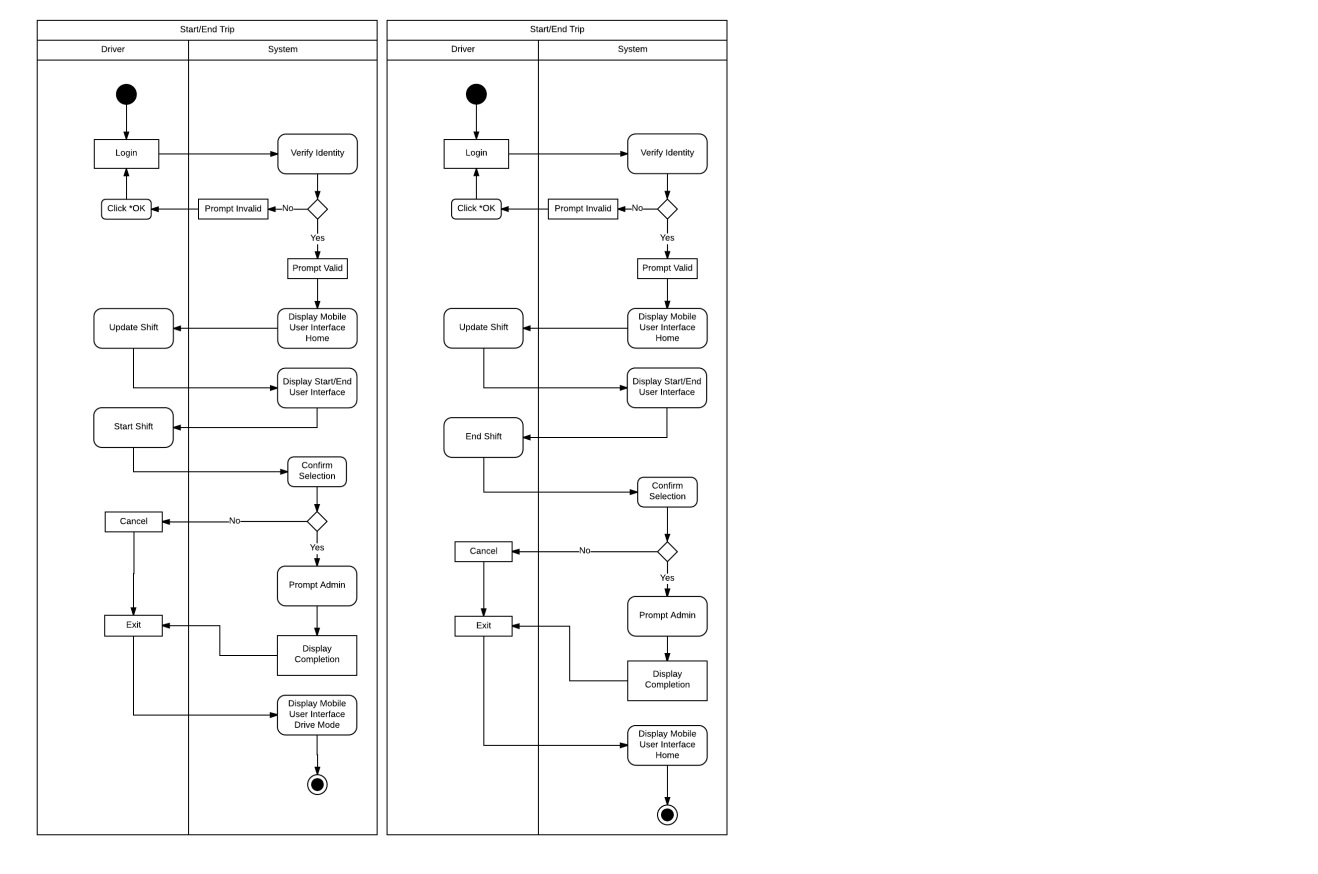 Start/End Trip
Driver
System
Login
Verify Identity
Click *OK
Prompt Invalid
No
Yes
Prompt Valid
Update Shift
Display Mobile
User Interface
Home
Display Start/End
User Interface
Start Shift
Confirm
Selection
Cancel
No
Yes
Prompt Admin
Exit
Display
Completion
Display Mobile
User Interface
Drive Mode
Start/End Trip
Driver
System
Login
Verify Identity
Click *OK
Prompt Invalid
No
Yes
Prompt Valid
Update Shift
Display Mobile
User Interface
Home
Display Start/End
User Interface
End Shift
Confirm
Selection
Cancel
No
Yes
Prompt Admin
Exit
Display
Completion
Display Mobile
User Interface
Home